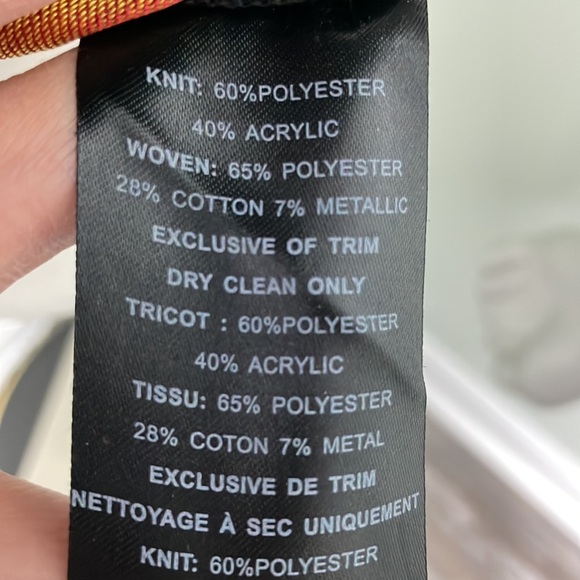 KNIT: 60%POLYESTER
40% ACRYLIC
WOVEN: 65% POLYESTER
28% COTTON 7% METALLIC
EXCLUSIVE OF TRIM
DRY CLEAN ONLY
TRICOT : 60%POLYESTER
40% ACRYLIC
TISSU: 65% POLYESTER
28% COTON 7% METAL
EXCLUSIVE DE TRIM
NETTOYAGE À SEC UNIQUEMENT
KNIT: 60%POLYESTER